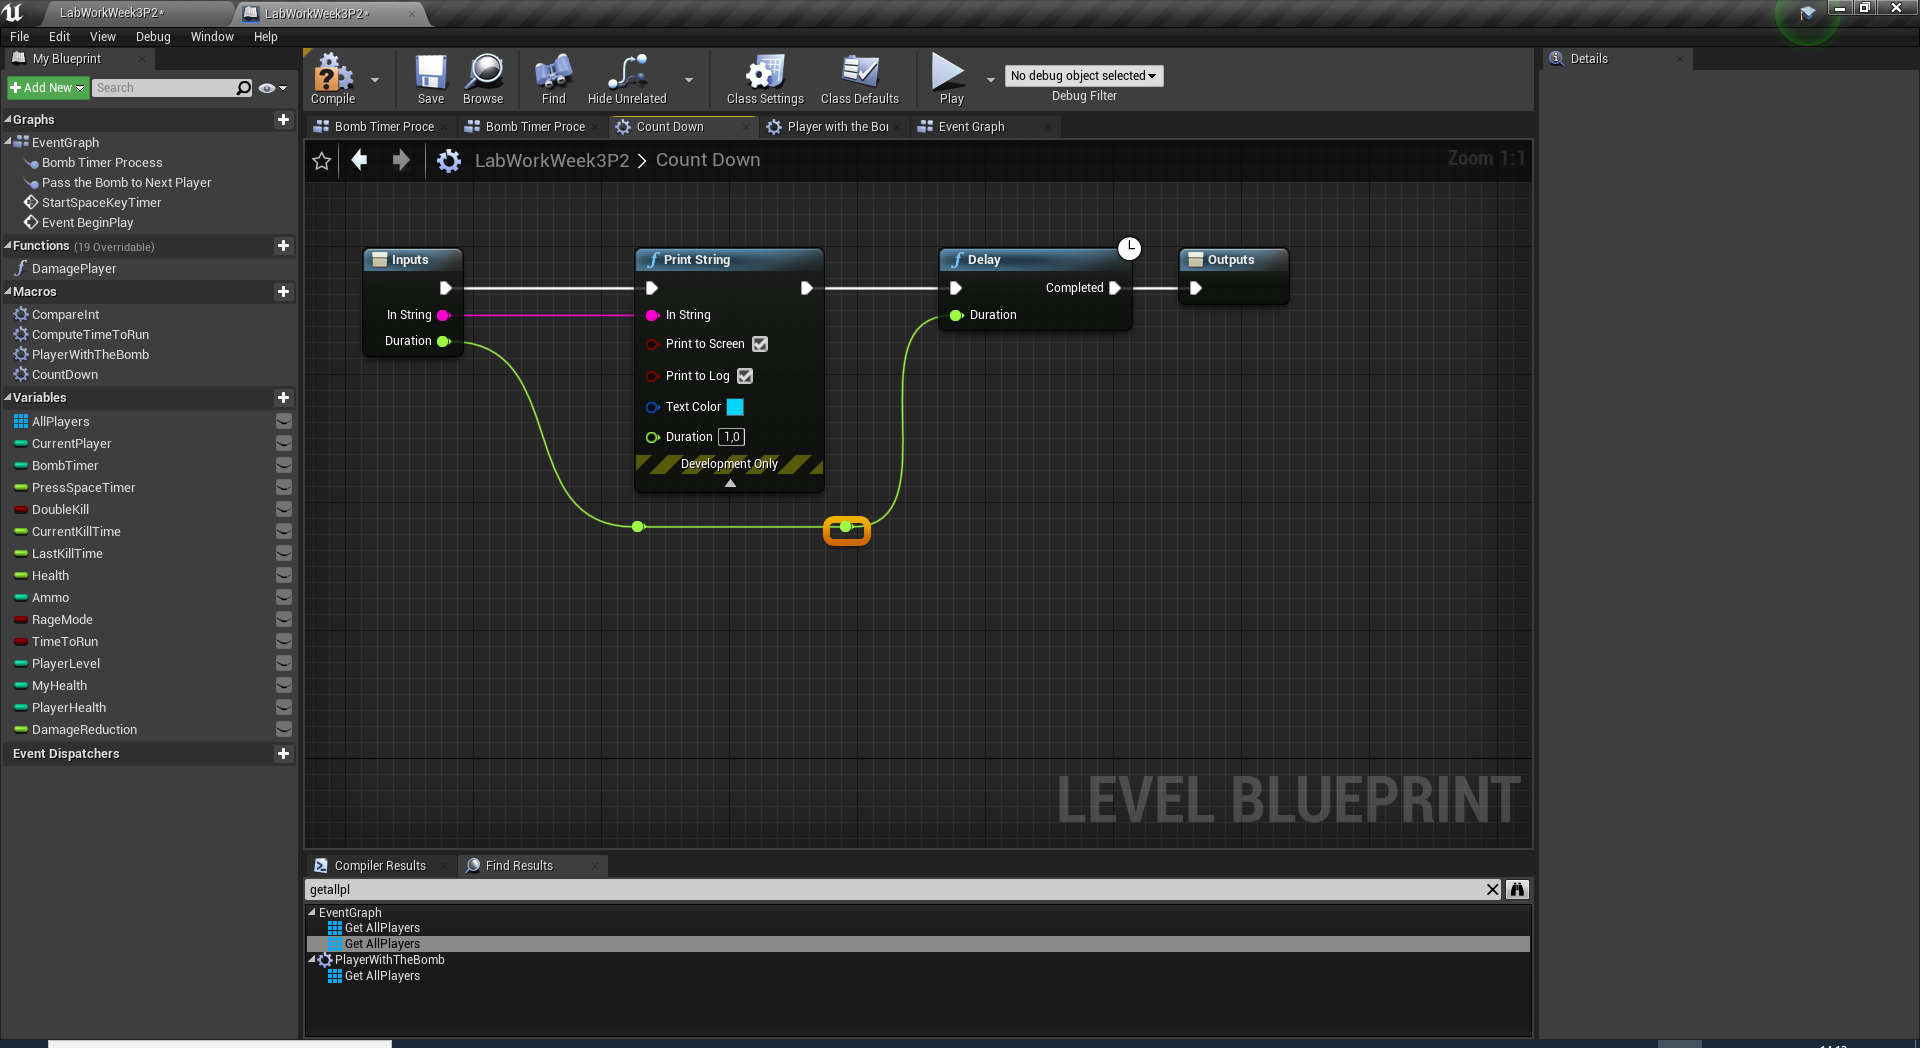 LabWorkWeek3P2*
LabWorkWeek3P2*
File Edit View Debug Window Help
My Blueprint
Add New
Search
Graphs
EventGraph
Bomb Timer Process
Pass the Bomb to Next Player
StartSpaceKeyTimer
Event BeginPlay
Functions (19 Overridable)
DamagePlayer
Macros
CompareInt
ComputeTimeToRun
PlayerWithTheBomb
CountDown
Variables
AllPlayers
CurrentPlayer
BombTimer
PressSpaceTimer
DoubleKill
CurrentKillTime
LastKillTime
Health
Ammo
RageMode
TimeToRun
PlayerLevel
MyHealth
PlayerHealth
DamageReduction
Event Dispatchers
Compile
Save
Browse
Find
Hide Unrelated
Class Settings
Class Defaults
Play
No debug object selected
Debug Filter
Bomb Timer Proce
Bomb Timer Proce
Count Down
Player with the Bo
Event Graph
LabWorkWeek3P2 > Count Down
Zoom 1:1
Inputs
In String
Duration
Print String
In String
Print to Screen
Print to Log
Text Color
Duration 1,0
Development Only
Delay
Completed
Duration
Outputs
LEVEL BLUEPRINT
Compiler Results
Find Results
getallpl
EventGraph
Get AllPlayers
Get AllPlayers
PlayerWithTheBomb
Get AllPlayers
Details